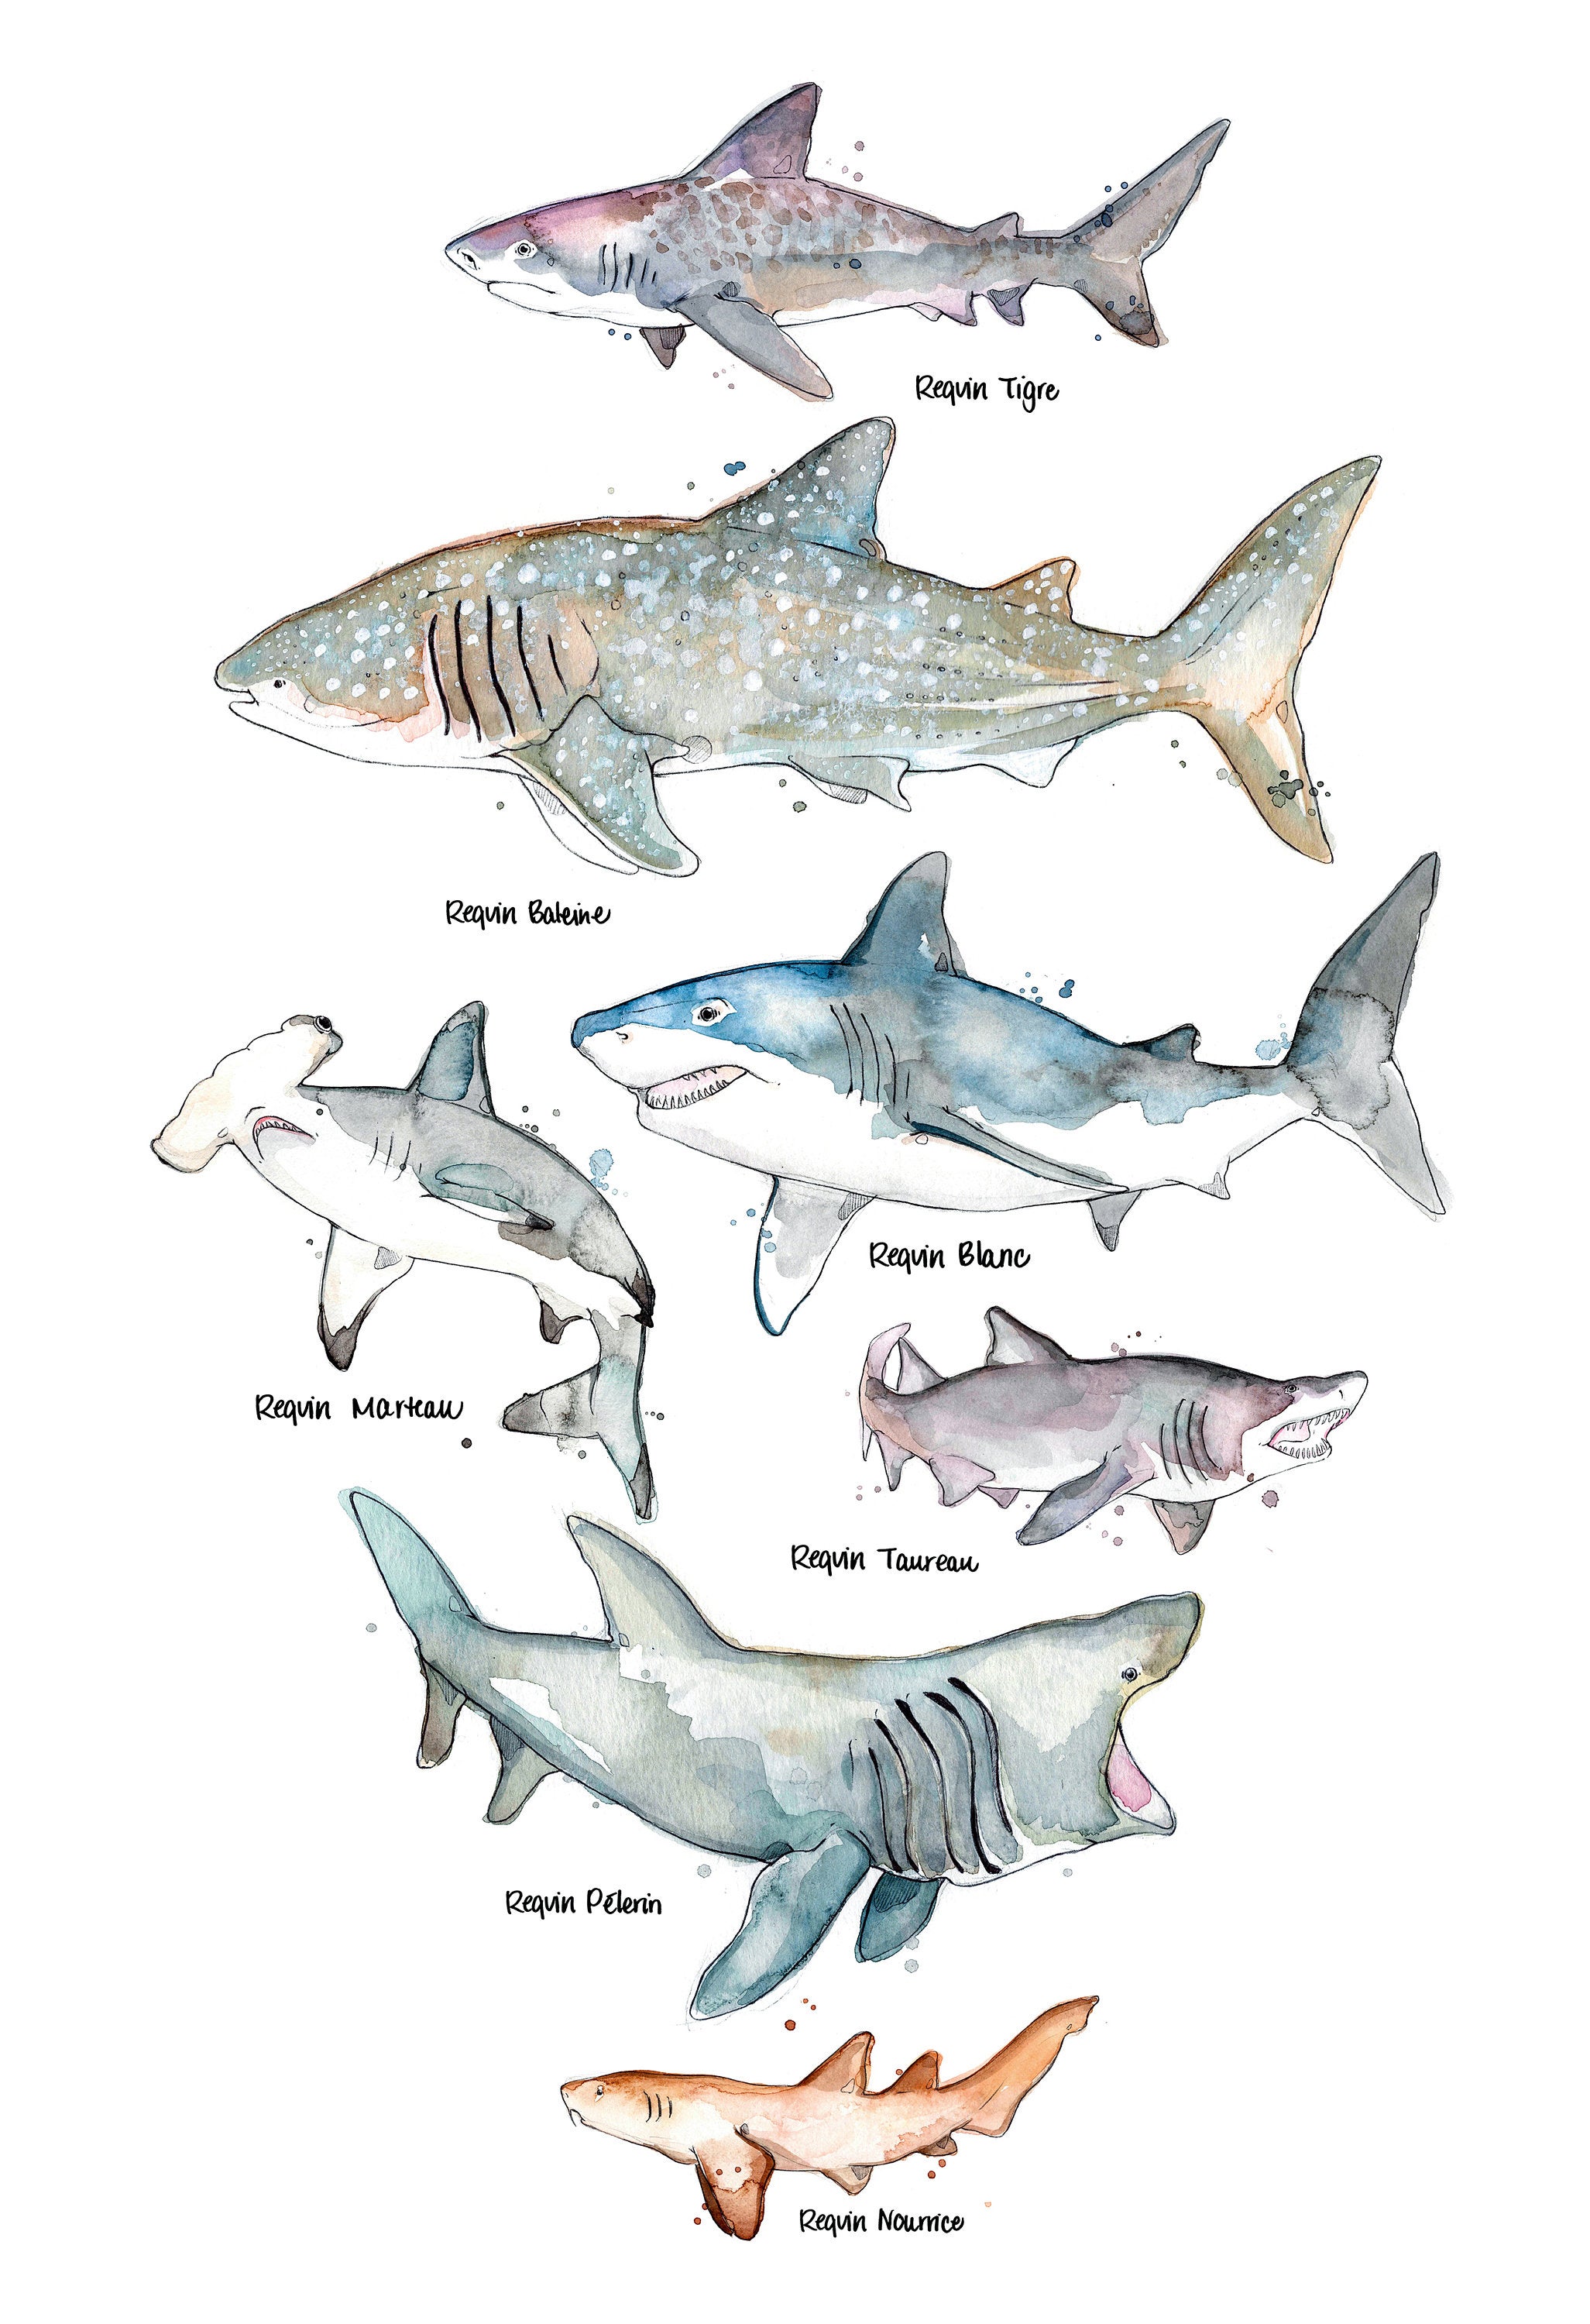 Requin Tigre
Requin Baleine
Requin Blanc
Requin Marteau
Requin Taureau
Requin Pélerin
Requin Nourrice